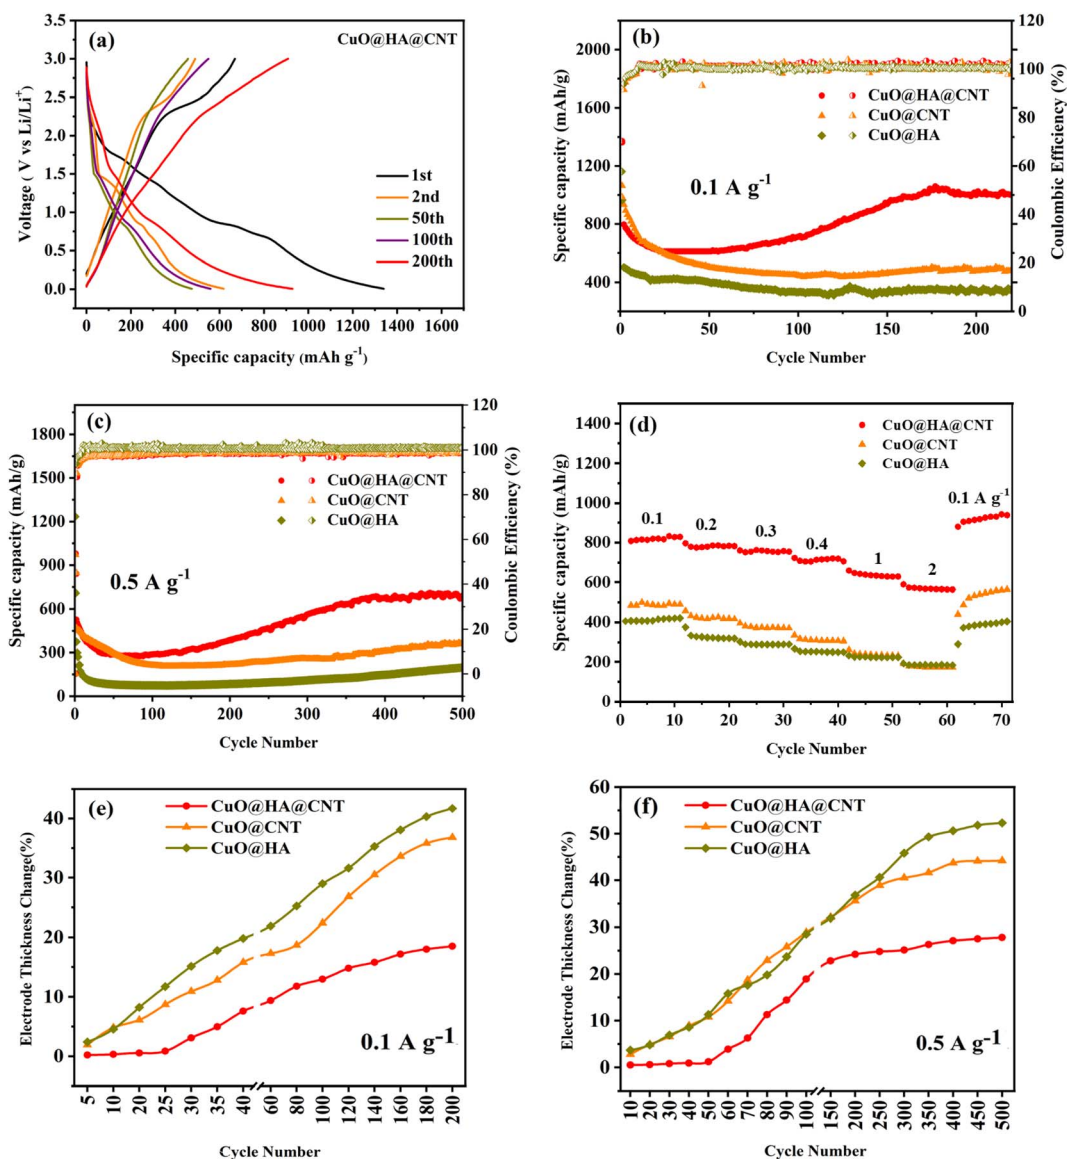 (a)
CuO@HA@CNT
3.5
3.0
2.5
2.0
1.5
1.0
0.5
0.0
Voltage ( V vs Li/Li⁺)
1st
2nd
50th
100th
200th
0 200 400 600 800 1000 1200 1400 1600
Specific capacity (mAh g⁻¹)
(b)
2000
1600
1200
800
400
Specific capacity (mAh/g)
CuO@HA@CNT
CuO@CNT
CuO@HA
0.1 A g⁻¹
120
100
80
60
40
20
0
Coulombic Efficiency (%)
0 50 100 150 200
Cycle Number
(c)
1800
1500
1200
900
600
300
0
Specific capacity (mAh/g)
CuO@HA@CNT
CuO@CNT
CuO@HA
0.5 A g⁻¹
120
100
80
60
40
20
0
Coulombic Efficiency (%)
0 100 200 300 400 500
Cycle Number
(d)
1400
1200
1000
800
600
400
200
0
Specific capacity (mAh/g)
CuO@HA@CNT
CuO@CNT
CuO@HA
0.1 0.2 0.3 0.4 1 2 0.1 A g⁻¹
0 10 20 30 40 50 60 70
Cycle Number
(e)
40
30
20
10
0
Electrode Thickness Change(%)
CuO@HA@CNT
CuO@CNT
CuO@HA
0.1 A g⁻¹
5 10 20 25 30 35 40 60 80 100 120 140 160 180 200
Cycle Number
(f)
60
50
40
30
20
10
0
Electrode Thickness Change(%)
CuO@HA@CNT
CuO@CNT
CuO@HA
0.5 A g⁻¹
10 20 30 40 50 60 70 80 90 100 150 200 250 300 350 400 450 500
Cycle Number